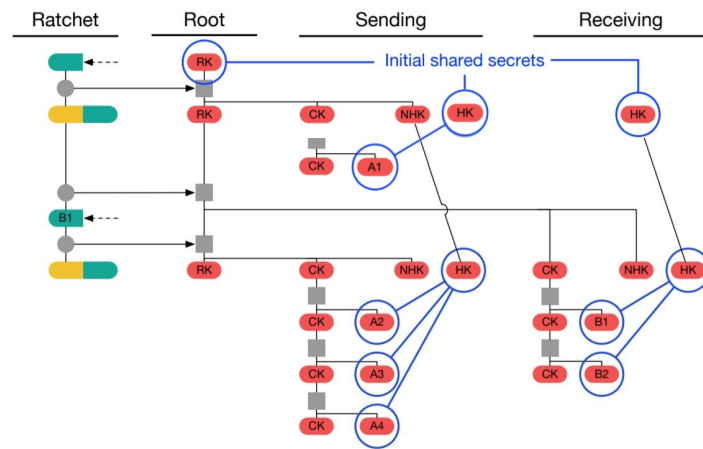 Ratchet Root Sending Receiving
RK Initial shared secrets
RK CK NHK HK HK
CK A1
B1
RK CK NHK HK CK NHK HK
CK A2 CK B1
CK A3 CK B2
CK A4